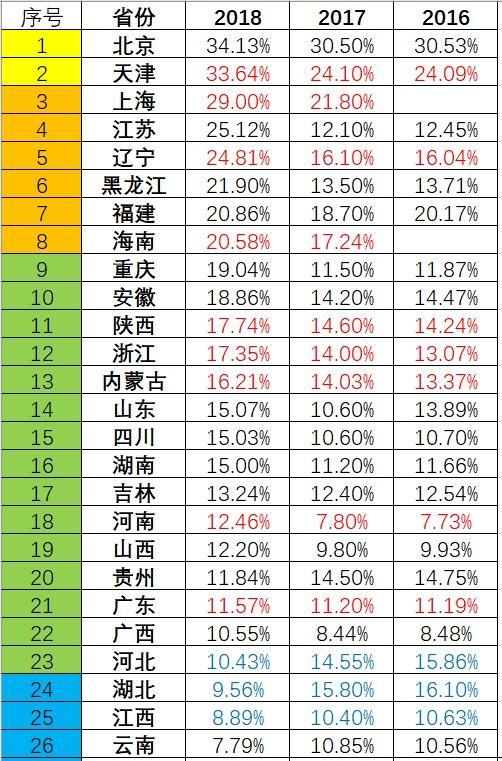 序号 省份 2018 2017 2016
1 北京 34.13% 30.50% 30.53%
2 天津 33.64% 24.10% 24.09%
3 上海 29.00% 21.80%
4 江苏 25.12% 12.10% 12.45%
5 辽宁 24.81% 16.10% 16.04%
6 黑龙江 21.90% 13.50% 13.71%
7 福建 20.86% 18.70% 20.17%
8 海南 20.58% 17.24%
9 重庆 19.04% 11.50% 11.87%
10 安徽 18.86% 14.20% 14.47%
11 陕西 17.74% 14.60% 14.24%
12 浙江 17.35% 14.00% 13.07%
13 内蒙古 16.21% 14.03% 13.37%
14 山东 15.07% 10.60% 13.89%
15 四川 15.03% 10.60% 10.70%
16 湖南 15.00% 11.20% 11.66%
17 吉林 13.24% 12.40% 12.54%
18 河南 12.46% 7.80% 7.73%
19 山西 12.20% 9.80% 9.93%
20 贵州 11.84% 14.50% 14.75%
21 广东 11.57% 11.20% 11.19%
22 广西 10.55% 8.44% 8.48%
23 河北 10.43% 14.55% 15.86%
24 湖北 9.56% 15.80% 16.10%
25 江西 8.89% 10.40% 10.63%
26 云南 7.79% 10.85% 10.56%